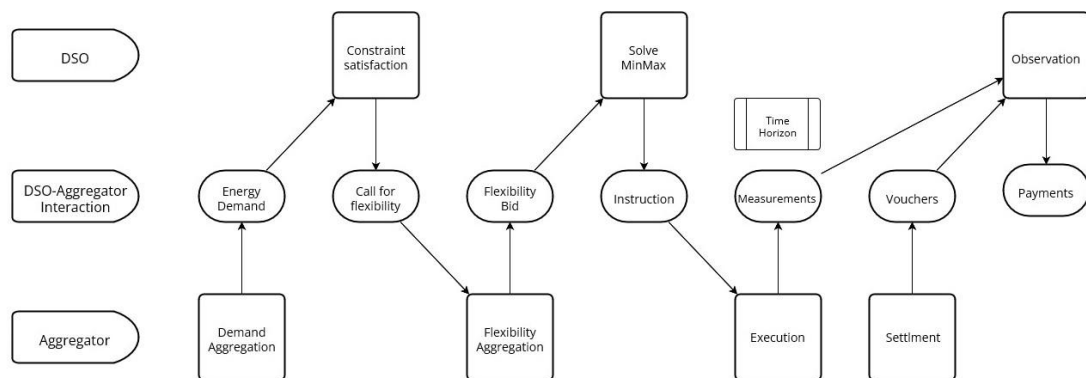 DSO
Constraint
satisfaction
Solve
MinMax
Observation
Time
Horizon
DSO-Aggregator
Interaction
Energy
Demand
Call for
flexibility
Flexibility
Bid
Instruction
Measurements
Vouchers
Payments
Aggregator
Demand
Aggregation
Flexibility
Aggregation
Execution
Settlment